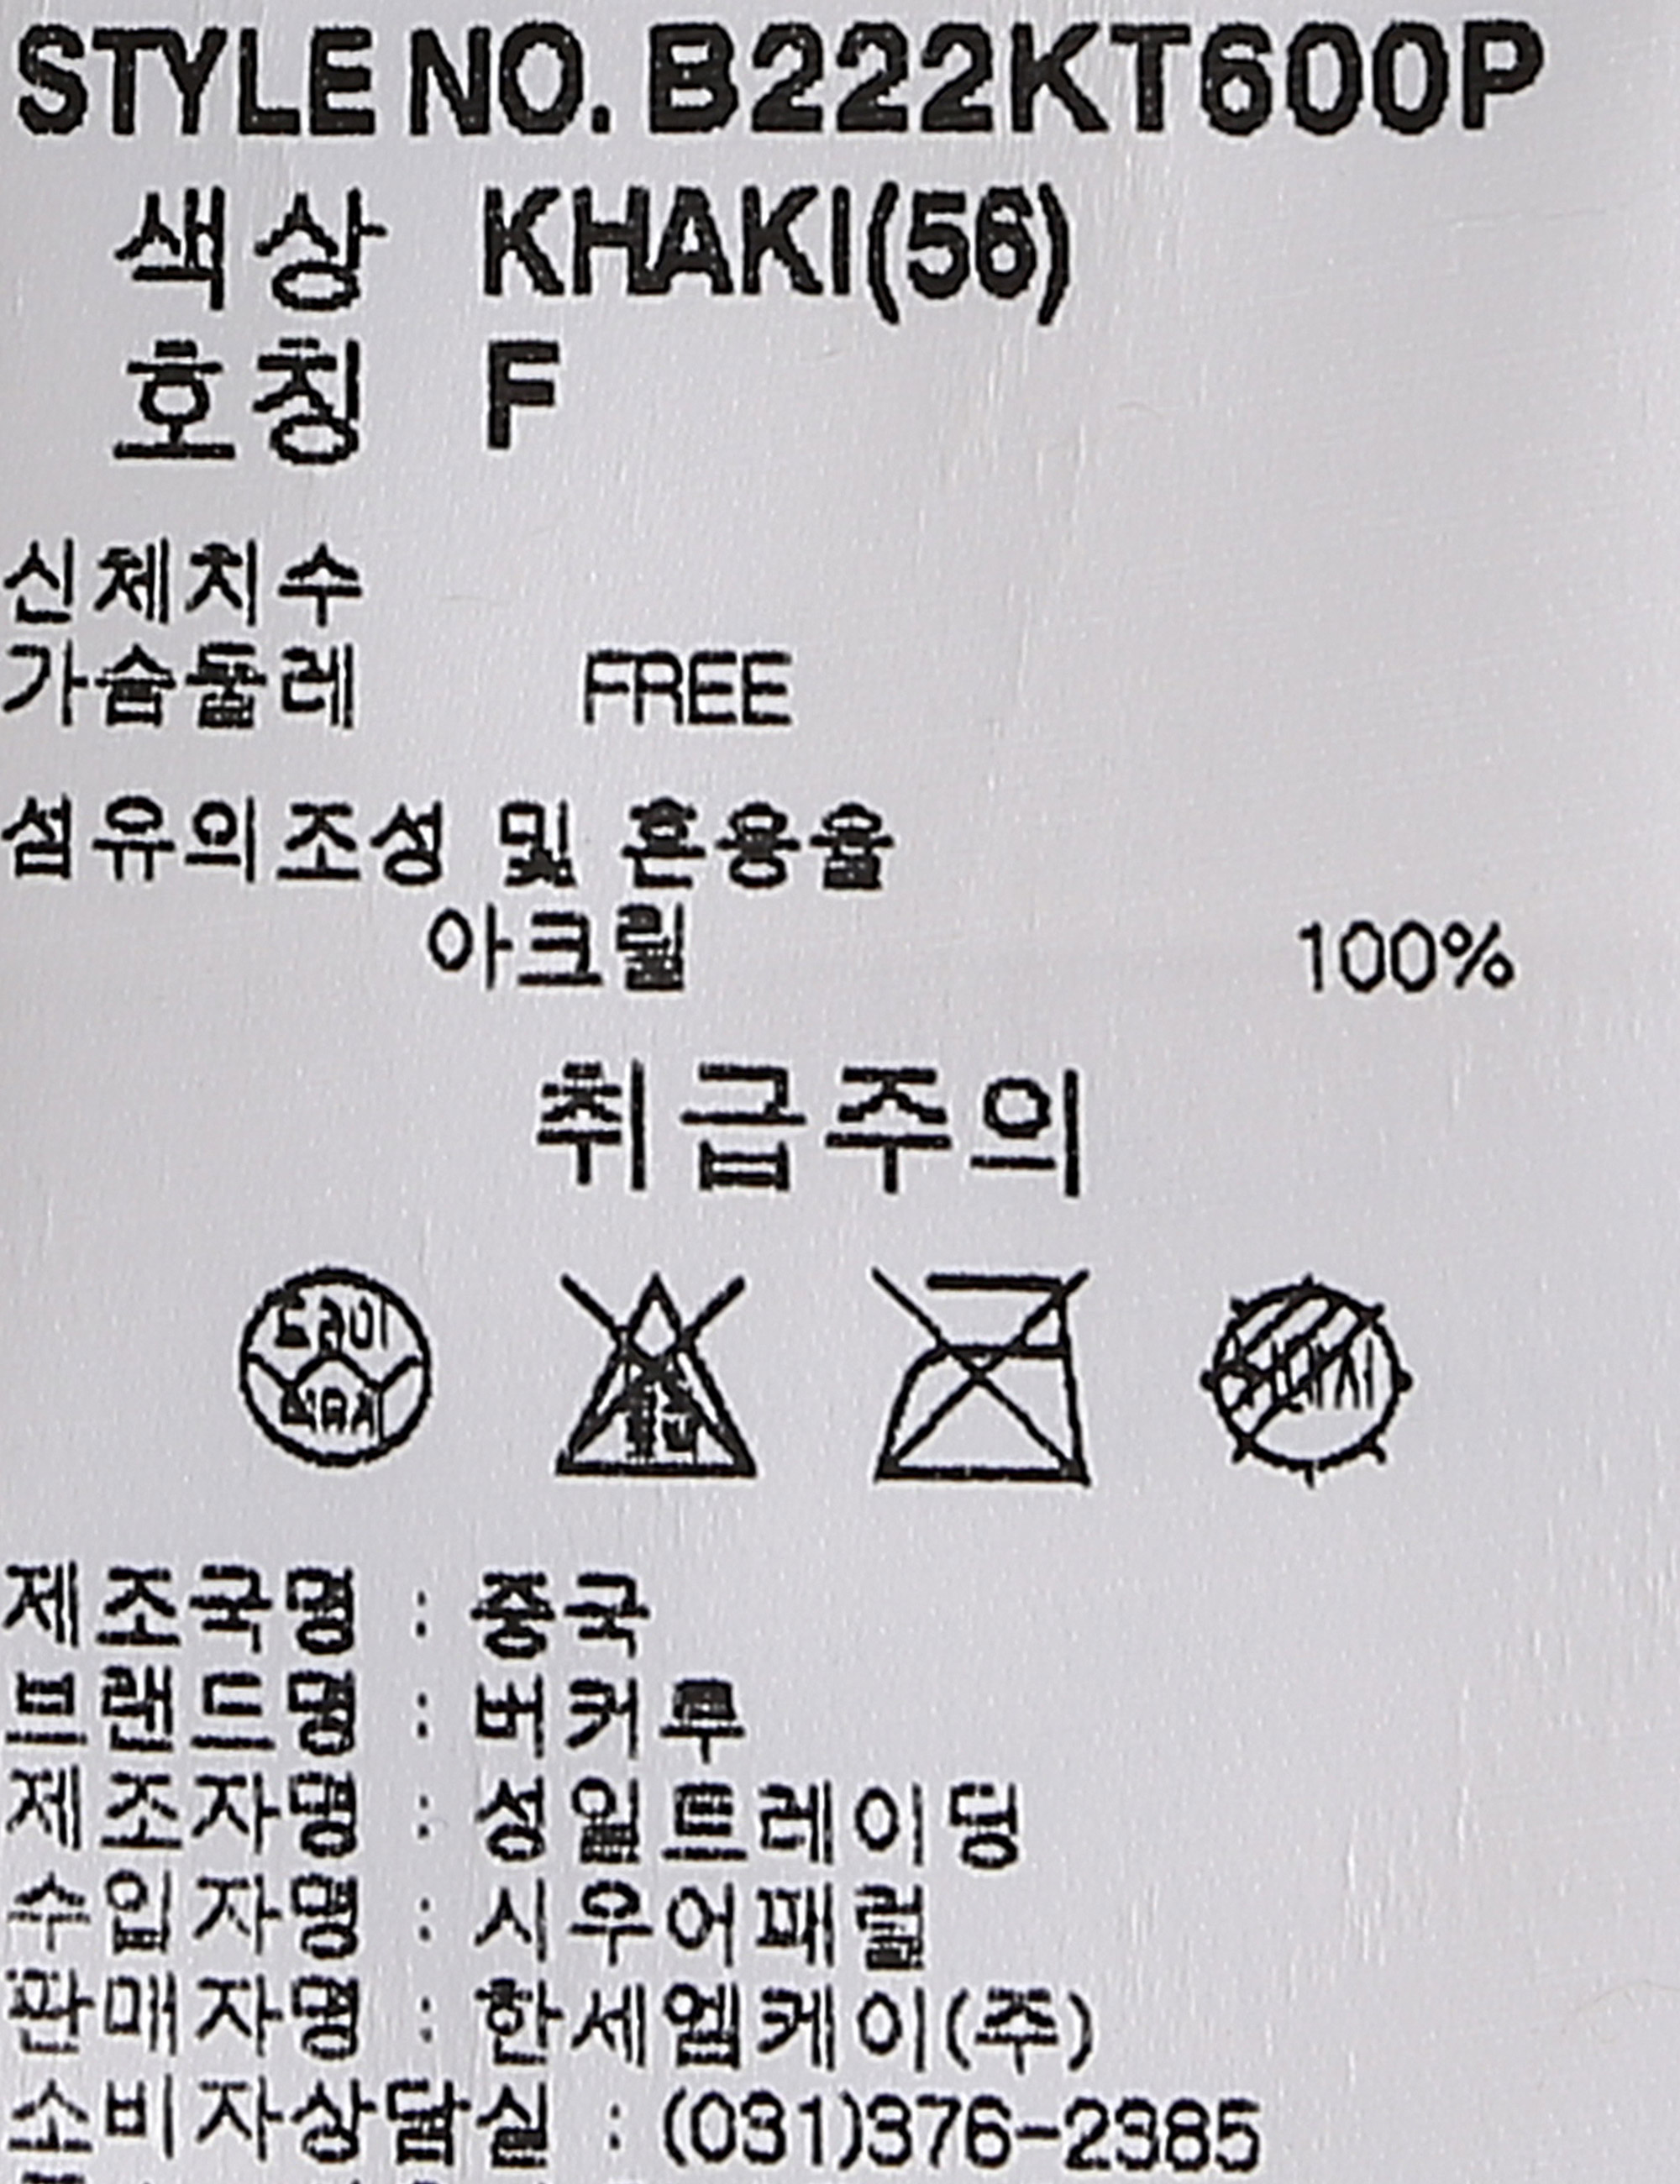 STYLE NO. B222KT600P
색상 KHAKI(56)
호칭 F
신체치수
가슴둘레 FREE
섬유의조성 및 혼용율
아크릴 100%
취급주의
드라이
제조국명 : 중국
브랜드명 : 버커루
제조자명 : 성일트레이딩
수입자명 : 시우어패럴
판매자명 : 한세엠케이(주)
소비자상담실 : (031)376-2385